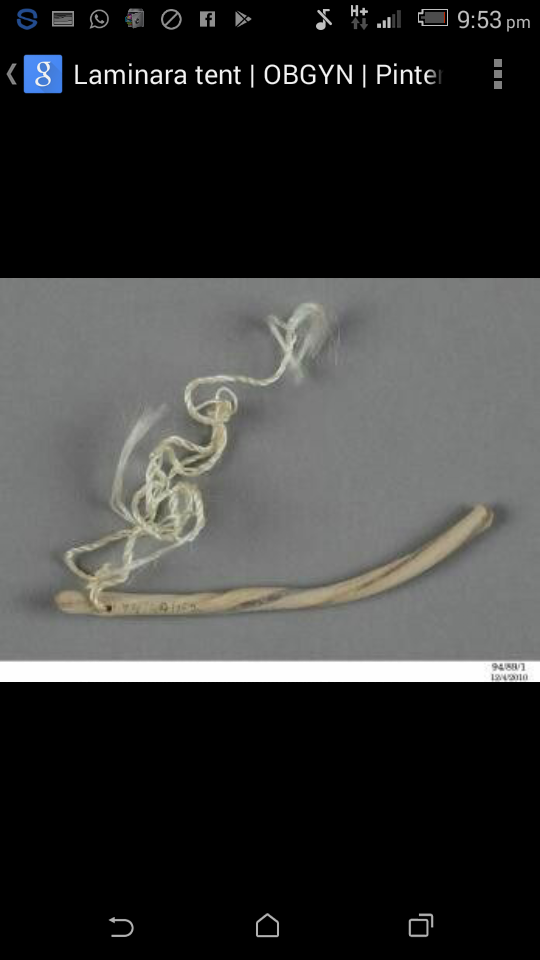 H+
9:53 pm
g Laminara tent | OBGYN | Pinter
94/89/1
12/4/2010